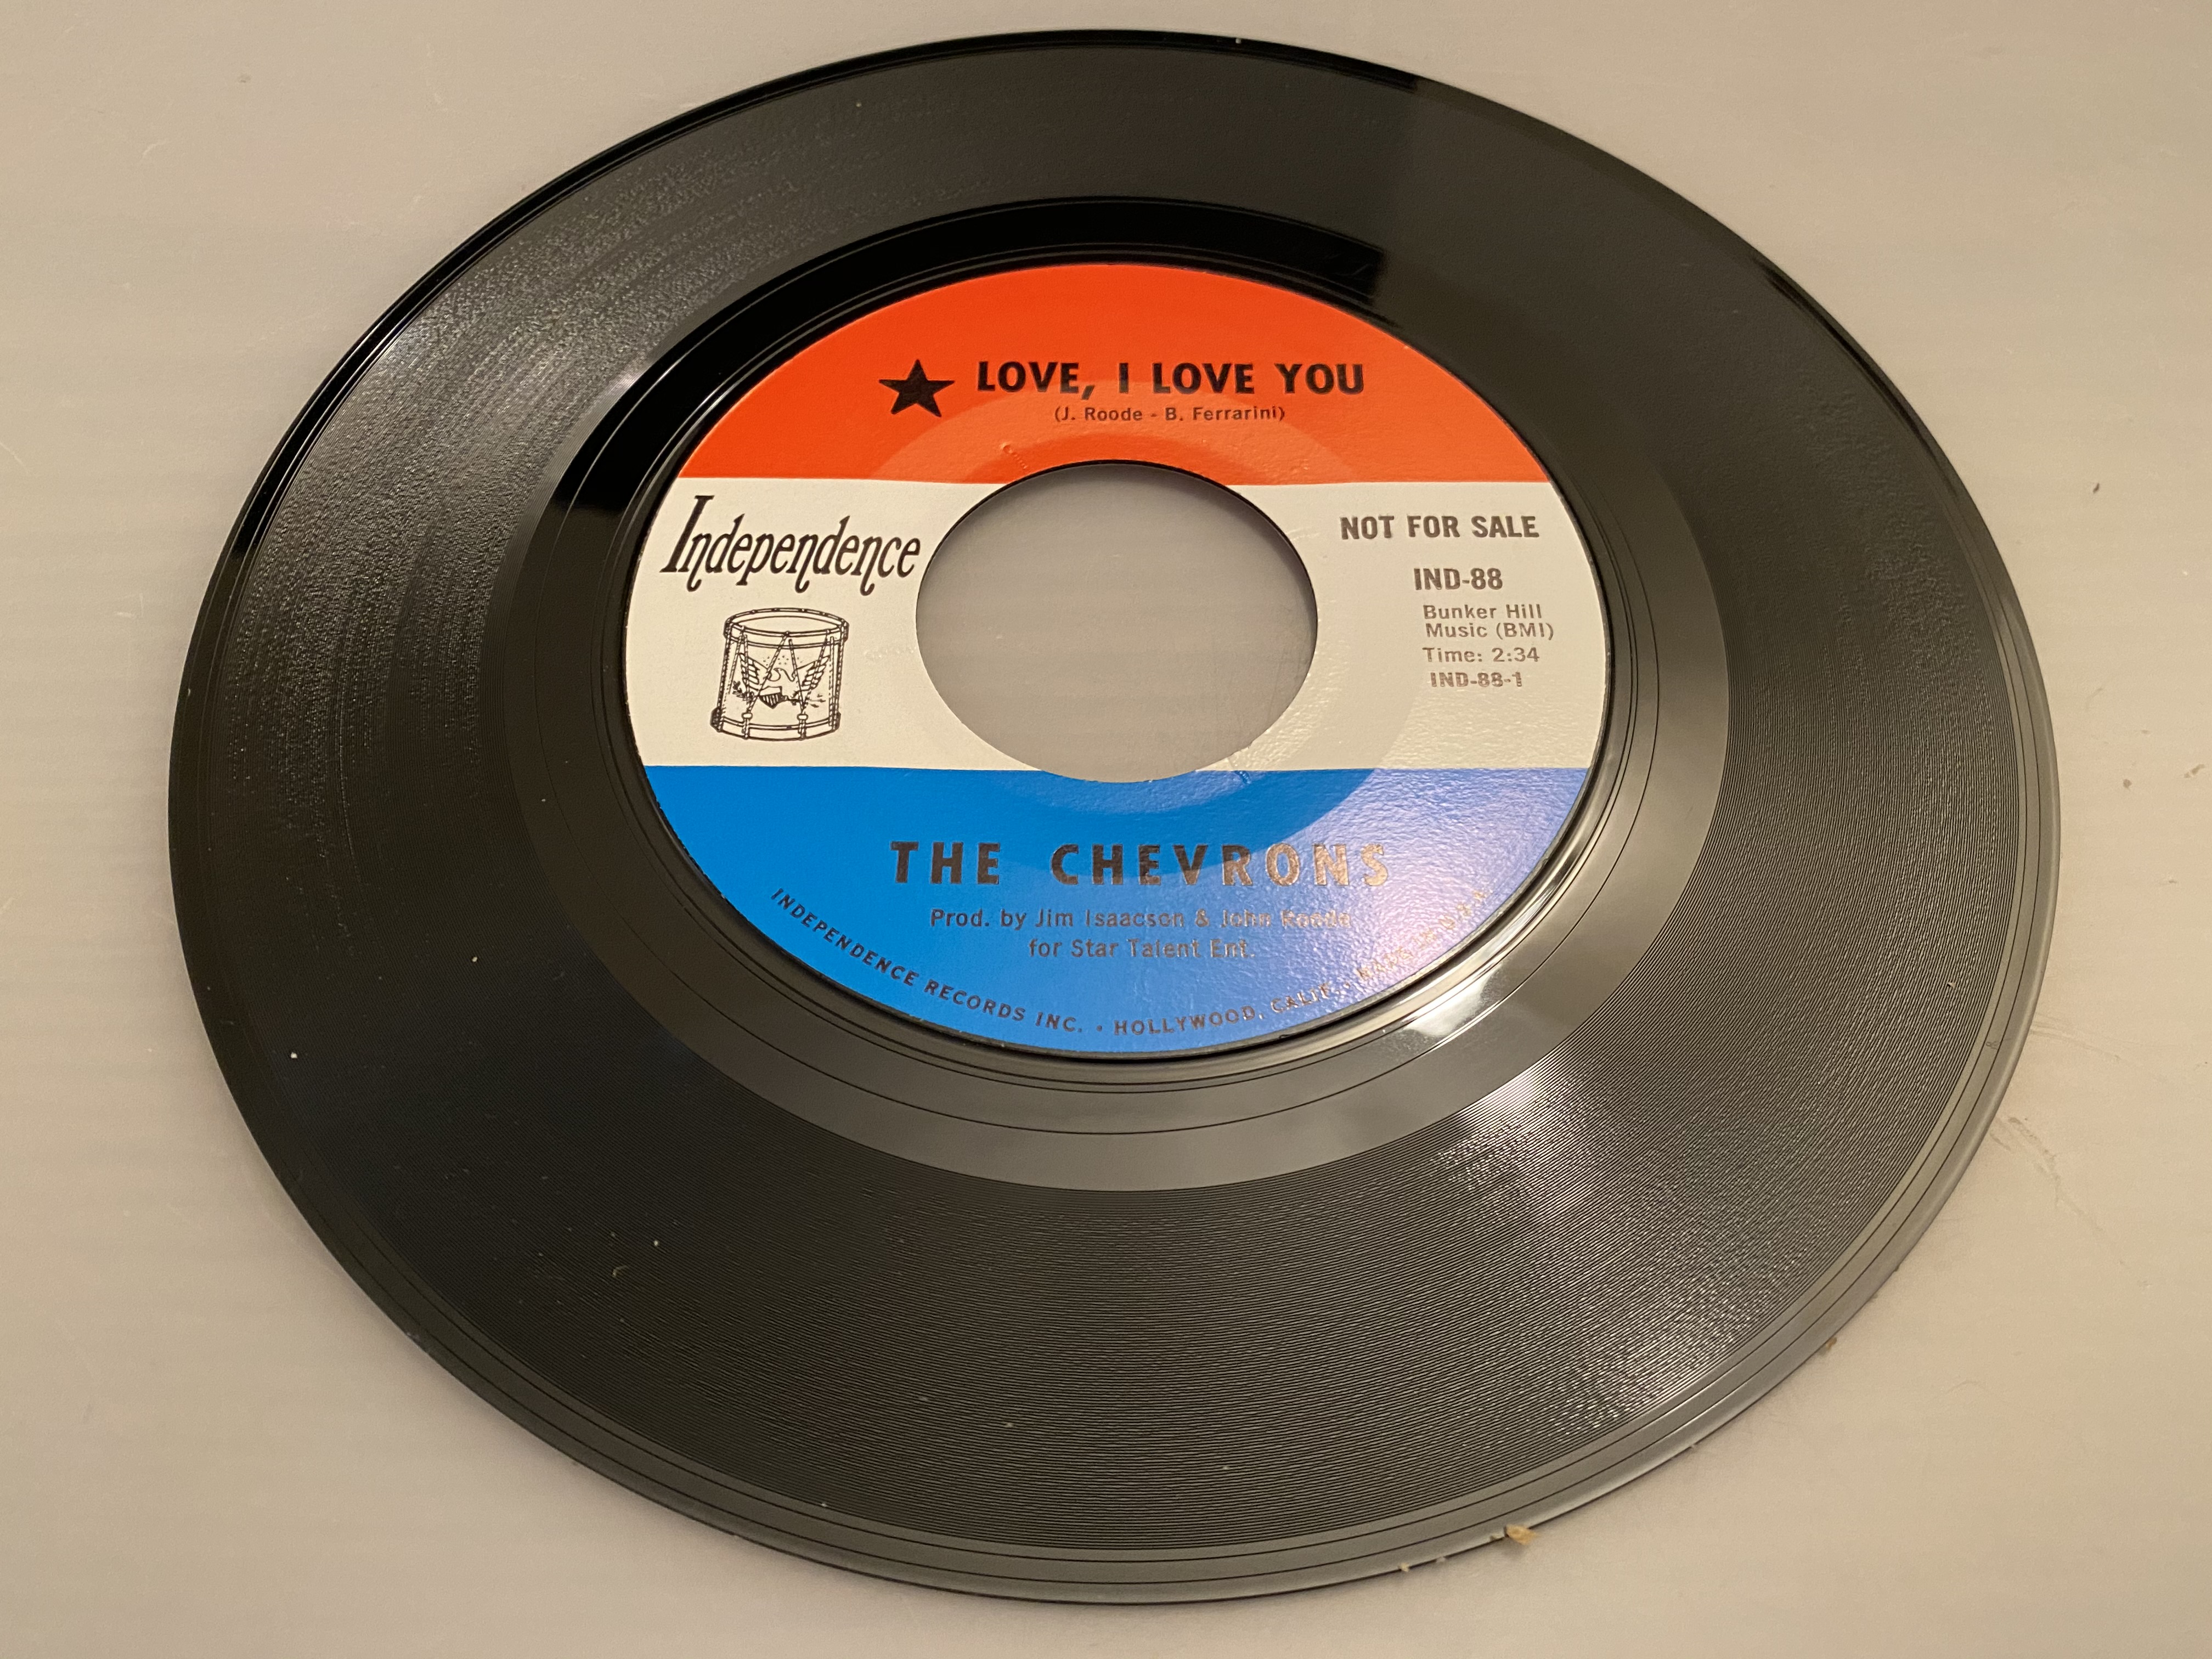 LOVE, I LOVE YOU
(J. Roode - B. Ferrarini)
Independence
NOT FOR SALE
IND-88
Bunker Hill
Music (BMI)
Time: 2:34
IND-88-1
THE CHEVRONS
Prod. by Jim Isaacson & John Roode
for Star Talent Ent.
INDEPENDENCE RECORDS INC. • HOLLYWOOD, CALIF. • MADE IN U.S.A.